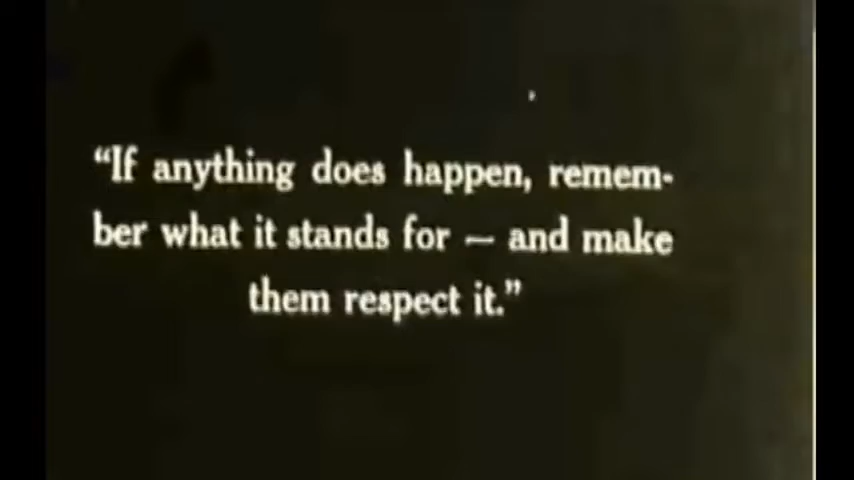 “If anything does happen, remem-
ber what it stands for — and make
them respect it.”